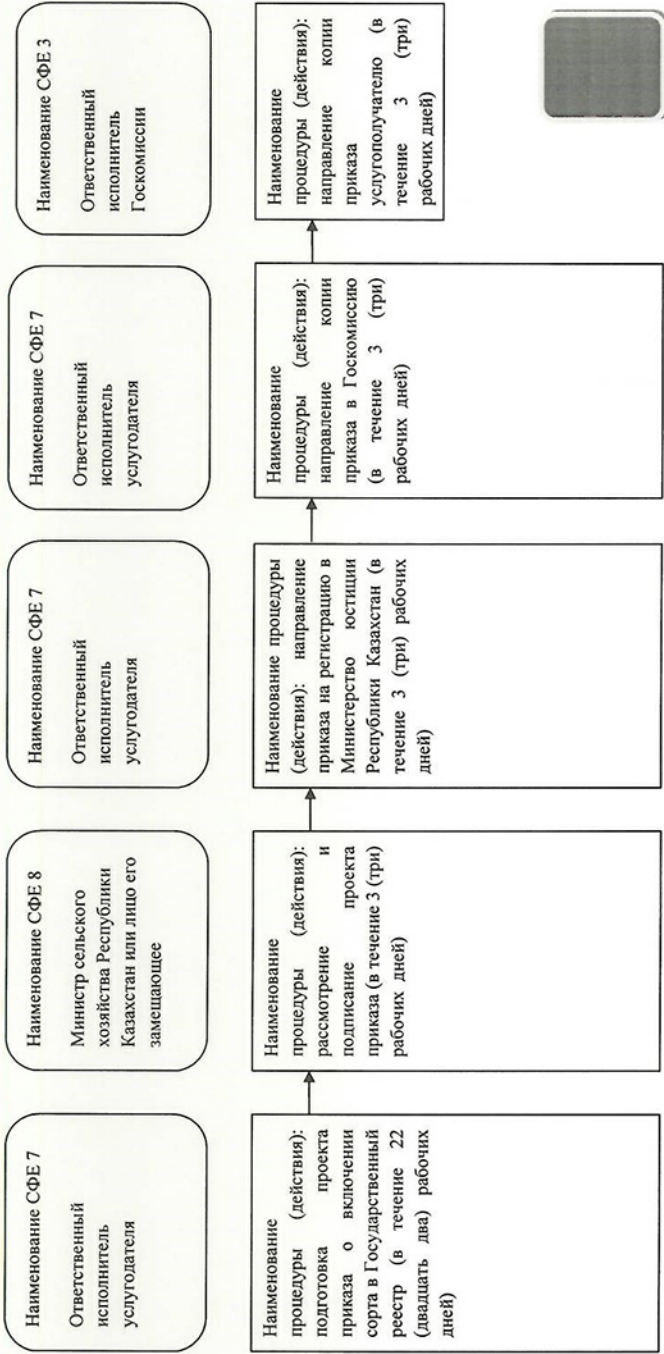 Наименование СФЕ 7
Ответственный
исполнитель
услугодателя
Наименование СФЕ 8
Министр сельского
хозяйства Республики
Казахстан или лицо его
замещающее
Наименование СФЕ 7
Ответственный
исполнитель
услугодателя
Наименование СФЕ 7
Ответственный
исполнитель
услугодателя
Наименование СФЕ 3
Ответственный
исполнитель
Госкомиссии
Наименование
процедуры (действия):
подготовка проекта
приказа о включении
сорта в Государственный
реестр (в течение 22
(двадцать два) рабочих
дней)
Наименование
процедуры (действия):
рассмотрение и
подписание проекта
приказа (в течение 3 (три)
рабочих дней)
Наименование процедуры
(действия): направление
приказа на регистрацию в
Министерство юстиции
Республики Казахстан (в
течение 3 (три) рабочих
дней)
Наименование
процедуры (действия):
направление копии
приказа в Госкомиссию
(в течение 3 (три)
рабочих дней)
Наименование
процедуры (действия):
направление копии
приказа
услугополучателю (в
течение 3 (три)
рабочих дней)